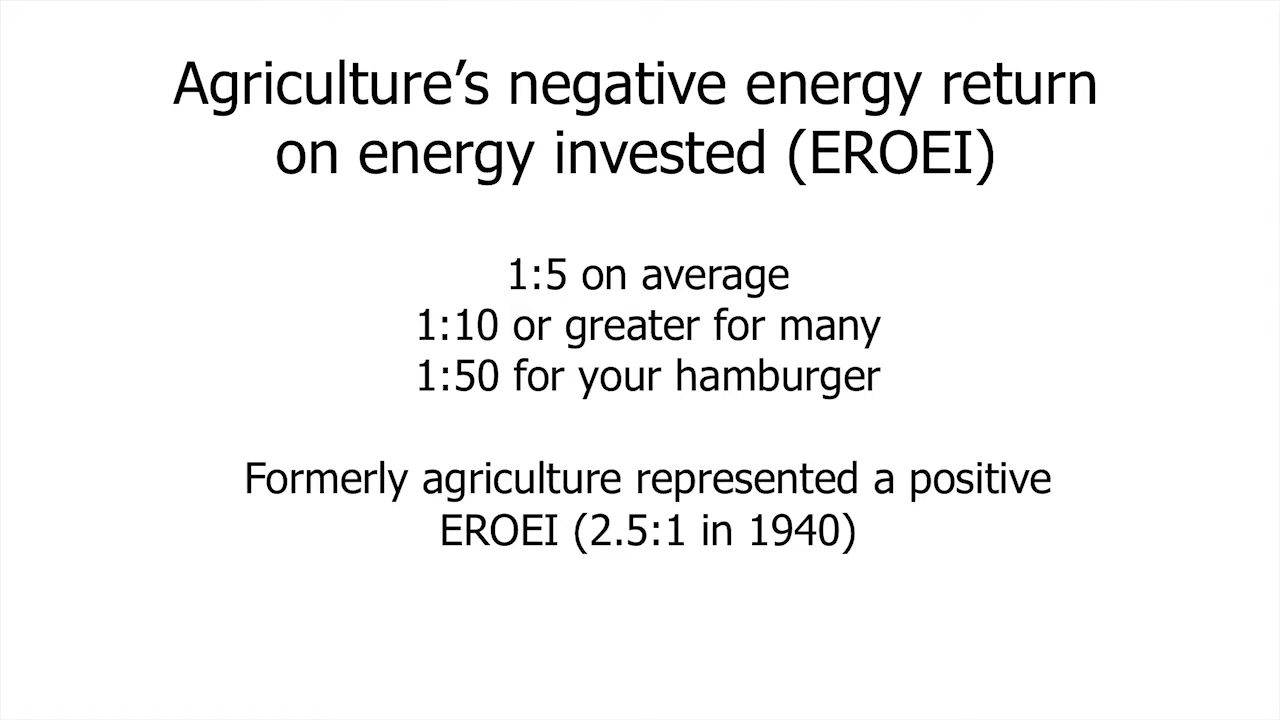 Agriculture’s negative energy return
on energy invested (EROEI)
1:5 on average
1:10 or greater for many
1:50 for your hamburger
Formerly agriculture represented a positive
EROEI (2.5:1 in 1940)